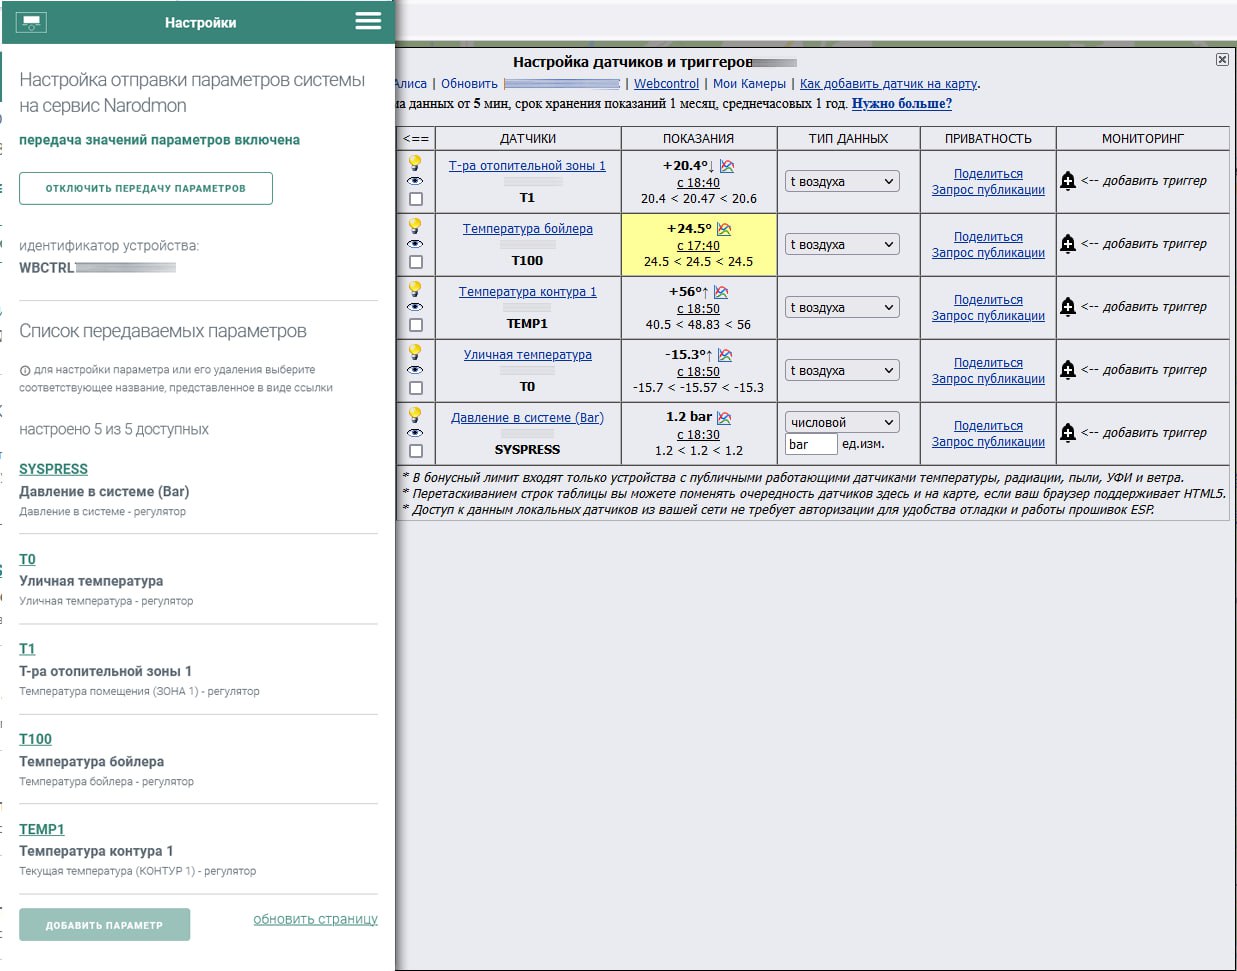 Настройки
Настройка отправки параметров системы
на сервис Narodmon
передача значений параметров включена
ОТКЛЮЧИТЬ ПЕРЕДАЧУ ПАРАМЕТРОВ
идентификатор устройства:
WBCTRL
Список передаваемых параметров
для настройки параметра или его удаления выберите
соответствующее название, представленное в виде ссылки
настроено 5 из 5 доступных
SYSPRESS
Давление в системе (Bar)
Давление в системе - регулятор
T0
Уличная температура
Уличная температура - регулятор
T1
Т-ра отопительной зоны 1
Температура помещения (ЗОНА 1) - регулятор
T100
Температура бойлера
Температура бойлера - регулятор
TEMP1
Температура контура 1
Текущая температура (КОНТУР 1) - регулятор
ДОБАВИТЬ ПАРАМЕТР обновить страницу
Настройка датчиков и триггеров
Алиса | Обновить | | Webcontrol | Мои Камеры | Как добавить датчик на карту.
ма данных от 5 мин, срок хранения показаний 1 месяц, среднечасовых 1 год. Нужно больше?
<== ДАТЧИКИ ПОКАЗАНИЯ ТИП ДАННЫХ ПРИВАТНОСТЬ МОНИТОРИНГ
Т-ра отопительной зоны 1 +20.4°↓ t воздуха Поделиться <-- добавить триггер
с 18:40 Запрос публикации
T1 20.4 < 20.47 < 20.6
Температура бойлера +24.5° t воздуха Поделиться <-- добавить триггер
с 17:40 Запрос публикации
T100 24.5 < 24.5 < 24.5
Температура контура 1 +56°↑ t воздуха Поделиться <-- добавить триггер
с 18:50 Запрос публикации
TEMP1 40.5 < 48.83 < 56
Уличная температура -15.3°↑ t воздуха Поделиться <-- добавить триггер
с 18:50 Запрос публикации
T0 -15.7 < -15.57 < -15.3
Давление в системе (Bar) 1.2 bar числовой Поделиться <-- добавить триггер
с 18:30 bar ед.изм. Запрос публикации
SYSPRESS 1.2 < 1.2 < 1.2
* В бонусный лимит входят только устройства с публичными работающими датчиками температуры, радиации, пыли, УФИ и ветра.
* Перетаскиванием строк таблицы вы можете поменять очередность датчиков здесь и на карте, если ваш браузер поддерживает HTML5.
* Доступ к данным локальных датчиков из вашей сети не требует авторизации для удобства отладки и работы прошивок ESP.